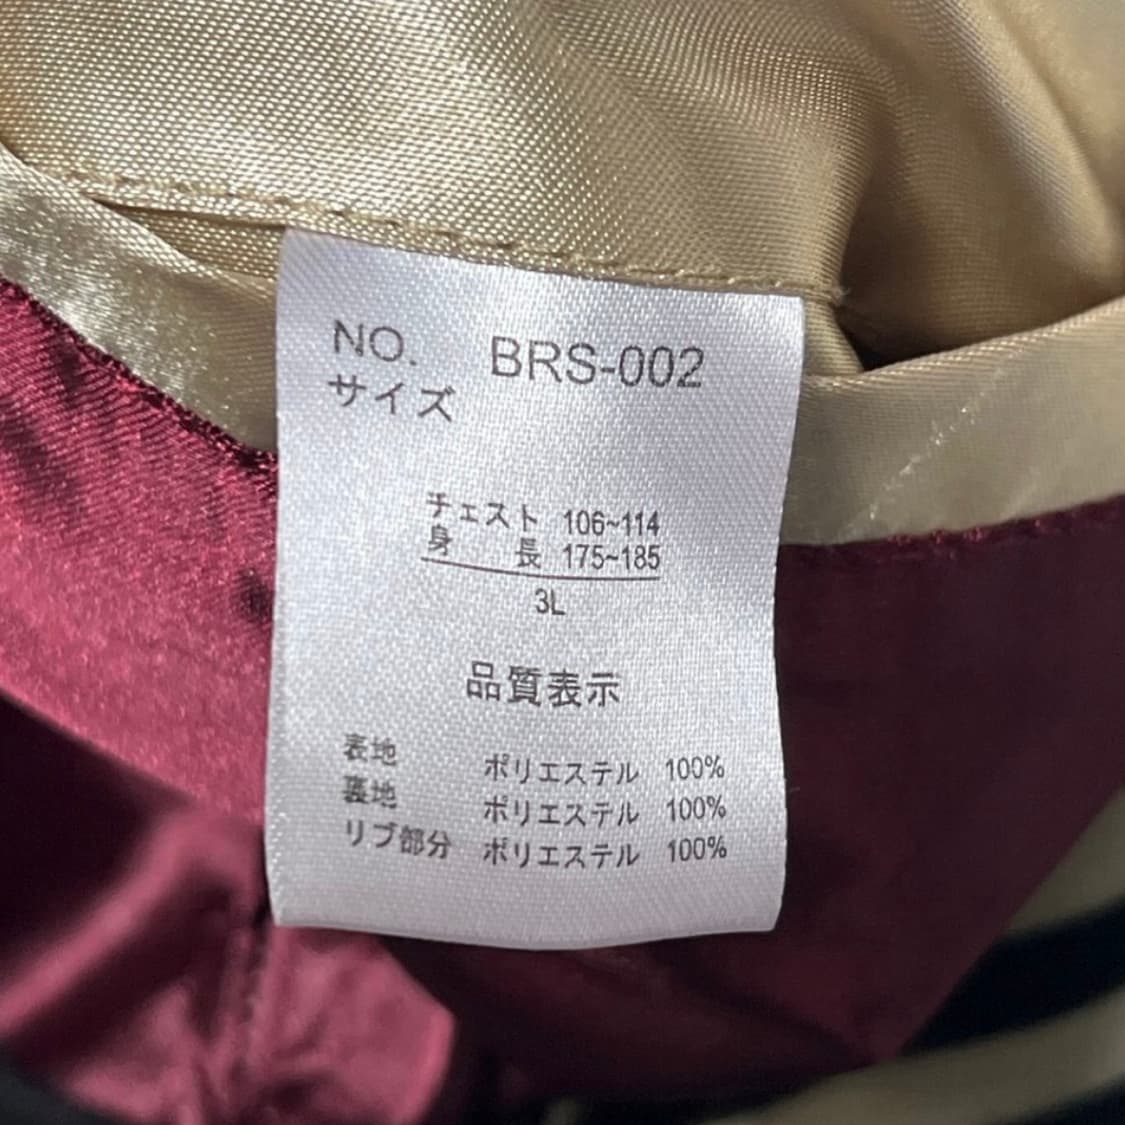 NO. BRS-002
サイズ
チェスト 106~114
身 長 175~185
3L
品質表示
表地 ポリエステル 100%
裏地 ポリエステル 100%
リブ部分 ポリエステル 100%